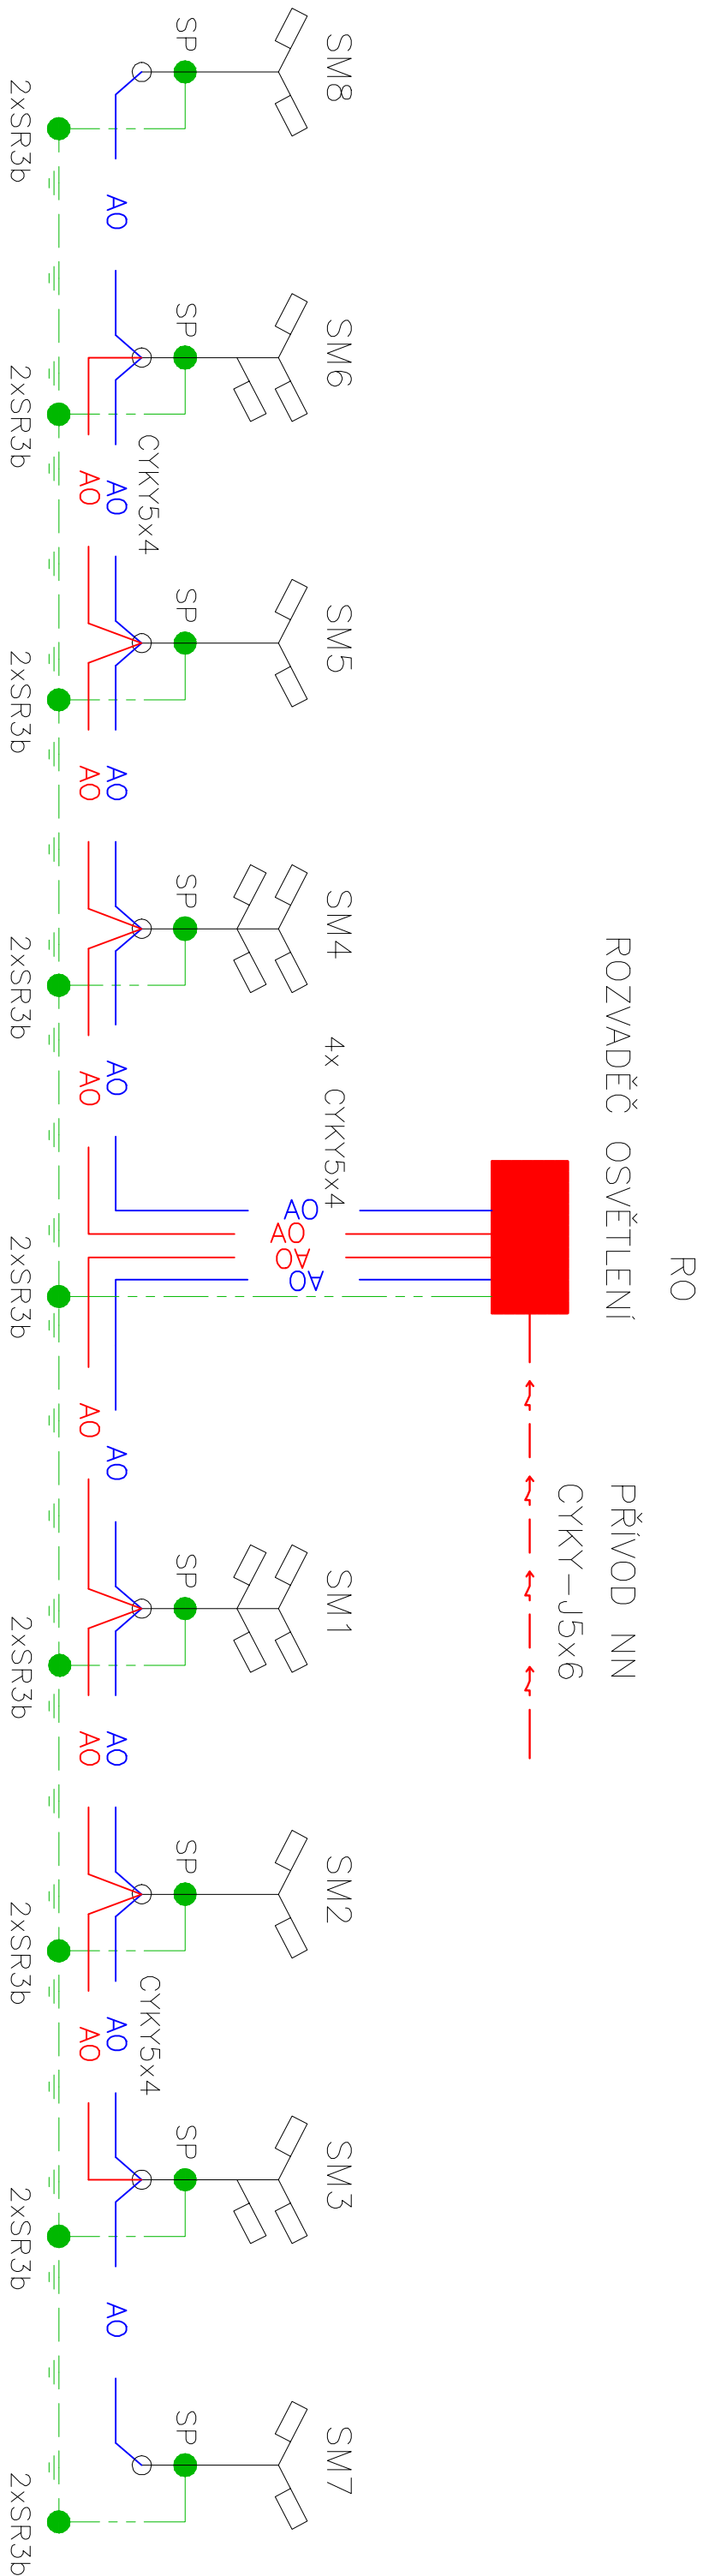 RO
ROZVADĚČ OSVĚTLENÍ
PŘÍVOD NN
CYKY-J5x6
SM8
SM6
SM5
SM4
4x CYKY5x4
SM1
SM2
SM3
SM7
AO
AO
AO
AO
SP
SP
SP
SP
SP
SP
SP
SP
CYKY5x4
CYKY5x4
AO
AO
AO
AO
AO
AO
AO
AO
AO
AO
AO
AO
AO
AO
2xSR3b
2xSR3b
2xSR3b
2xSR3b
2xSR3b
2xSR3b
2xSR3b
2xSR3b
2xSR3b